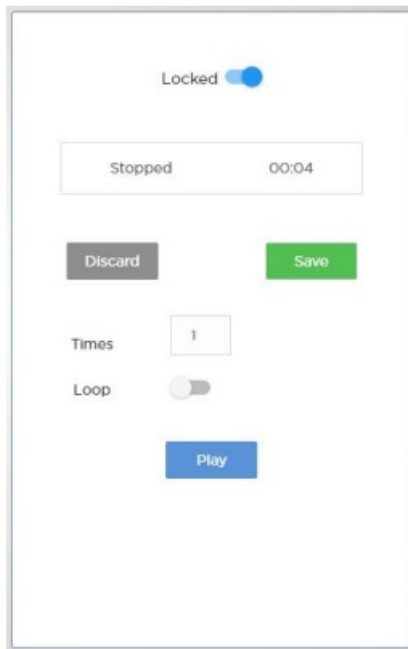 Locked
Stopped 00:04
Discard Save
Times 1
Loop
Play